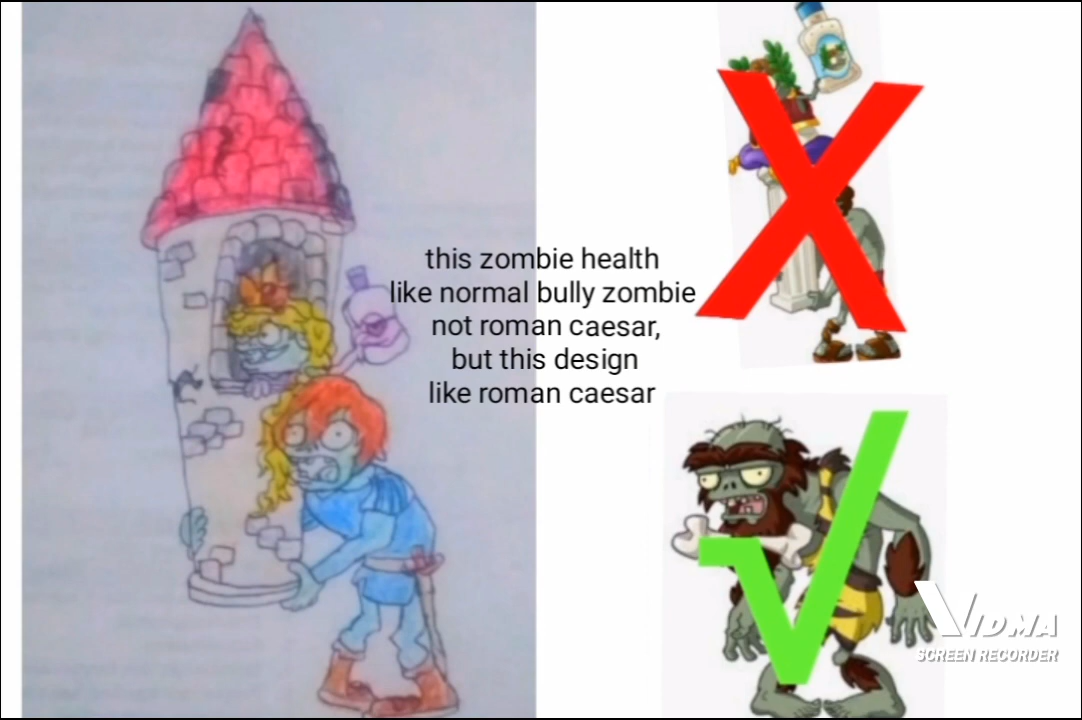 this zombie health
like normal bully zombie
not roman caesar,
but this design
like roman caesar
VIDMA
SCREEN RECORDER